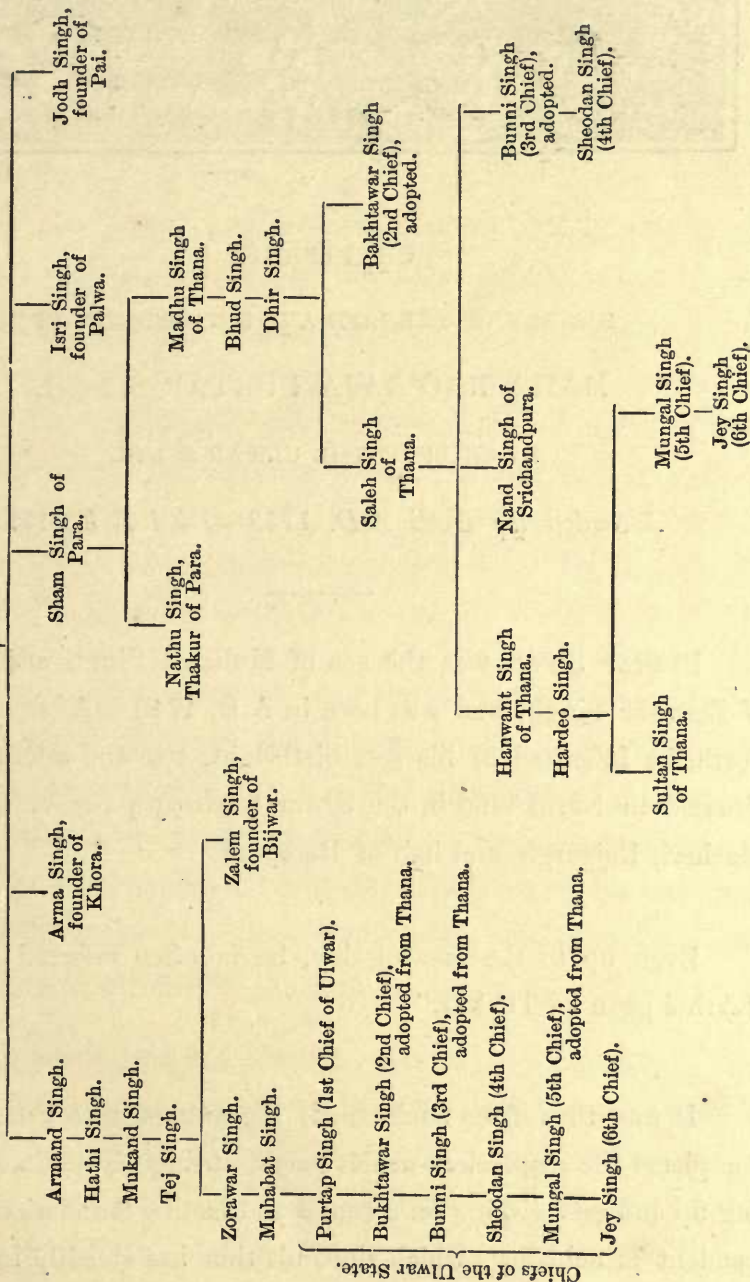 Armand Singh.
Hathi Singh.
Mukand Singh.
Tej Singh.
Zorawar Singh.
Muhabat Singh.
Zalem Singh,
founder of
Bijwar.
Chiefs of the Ulwar State.
Purtap Singh (1st Chief of Ulwar).
Bukhtawar Singh (2nd Chief),
adopted from Thana.
Bunni Singh (3rd Chief),
adopted from Thana.
Sheodan Singh (4th Chief).
Mungal Singh (5th Chief),
adopted from Thana.
Jey Singh (6th Chief).
Arma Singh,
founder of
Khora.
Sham Singh of
Para.
Nathu Singh,
Thakur of Para.
Madhu Singh
of Thana.
Bhud Singh.
Dhir Singh.
Saleh Singh
of
Thana.
Bakhtawar Singh
(2nd Chief),
adopted.
Hanwant Singh
of Thana.
Hardeo Singh.
Nand Singh of
Srichandpura.
Bunni Singh
(3rd Chief),
adopted.
Sheodan Singh
(4th Chief).
Sultan Singh
of Thana.
Mungal Singh
(5th Chief).
Jey Singh
(6th Chief).
Isri Singh,
founder of
Palwa.
Jodh Singh,
founder of
Pai.